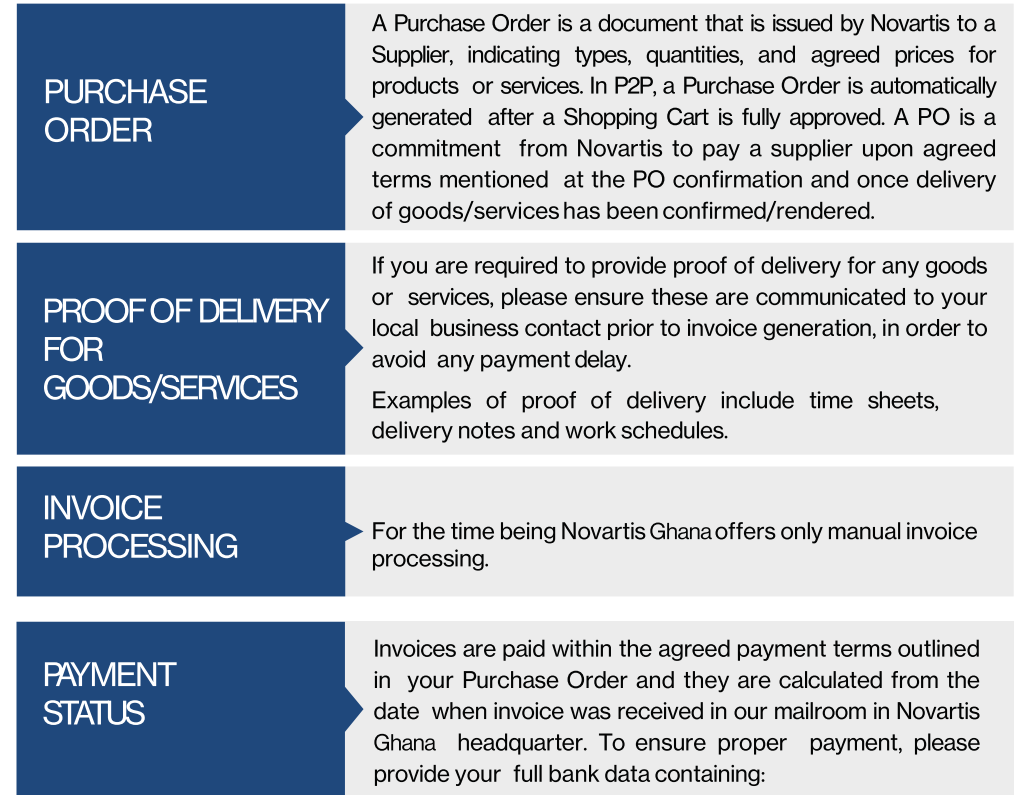 PURCHASE
ORDER
A Purchase Order is a document that is issued by Novartis to a
Supplier, indicating types, quantities, and agreed prices for
products or services. In P2P, a Purchase Order is automatically
generated after a Shopping Cart is fully approved. A PO is a
commitment from Novartis to pay a supplier upon agreed
terms mentioned at the PO confirmation and once delivery
of goods/services has been confirmed/rendered.
PROOF OF DELIVERY
FOR
GOODS/SERVICES
If you are required to provide proof of delivery for any goods
or services, please ensure these are communicated to your
local business contact prior to invoice generation, in order to
avoid any payment delay.
Examples of proof of delivery include time sheets,
delivery notes and work schedules.
INVOICE
PROCESSING
For the time being Novartis Ghana offers only manual invoice
processing.
PAYMENT
STATUS
Invoices are paid within the agreed payment terms outlined
in your Purchase Order and they are calculated from the
date when invoice was received in our mailroom in Novartis
Ghana headquarter. To ensure proper payment, please
provide your full bank data containing: